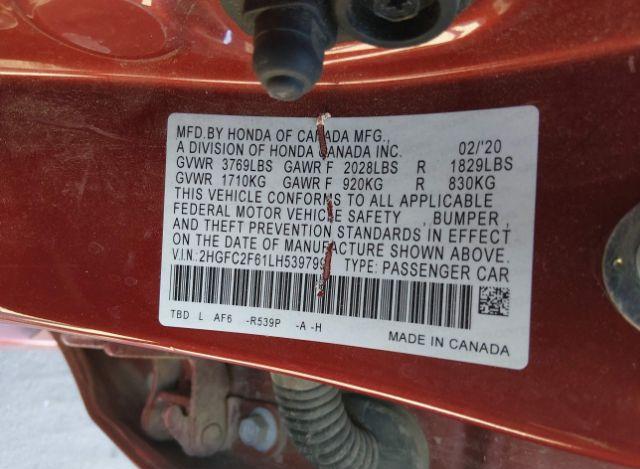 MFD.BY HONDA OF CANADA MFG.,
A DIVISION OF HONDA CANADA INC. 02/'20
GVWR 3769LBS GAWR F 2028LBS R 1829LBS
GVWR 1710KG GAWR F 920KG R 830KG
THIS VEHICLE CONFORMS TO ALL APPLICABLE
FEDERAL MOTOR VEHICLE SAFETY , BUMPER ,
AND THEFT PREVENTION STANDARDS IN EFFECT
ON THE DATE OF MANUFACTURE SHOWN ABOVE.
V.I.N.: 2HGFC2F61LH539799 TYPE: PASSENGER CAR
TBD L AF6 -R539P -A -H
MADE IN CANADA